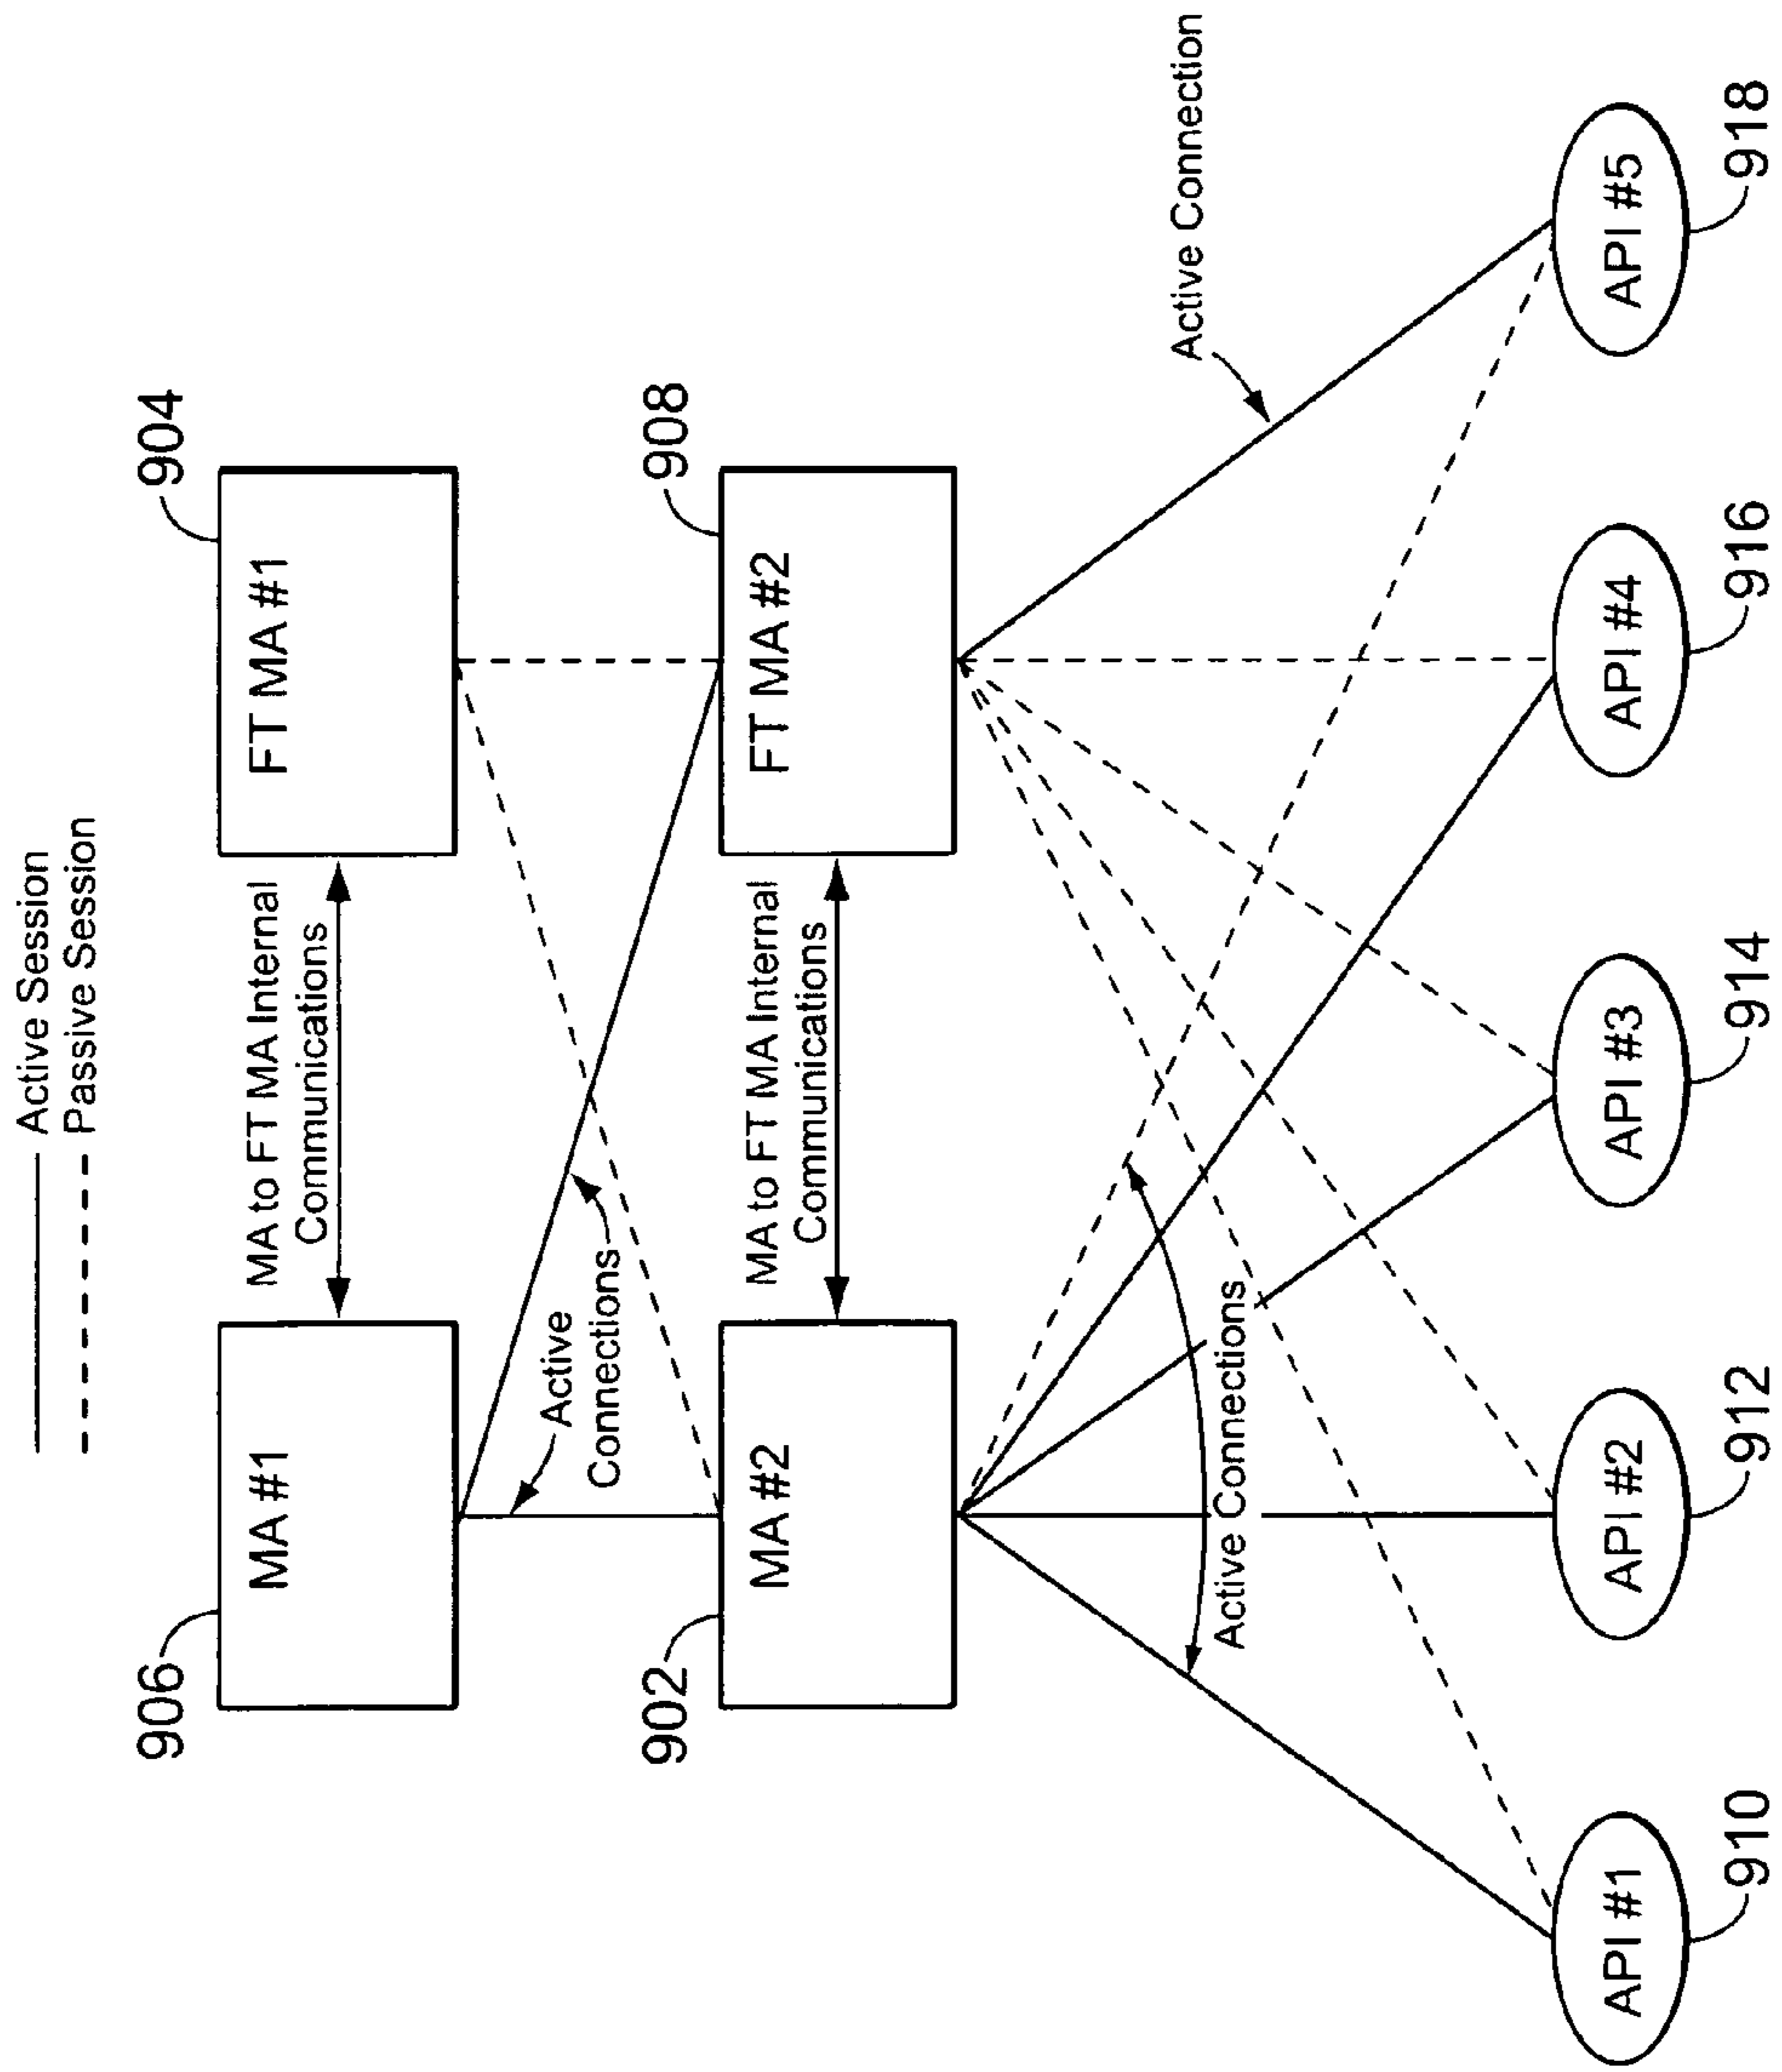 Active Session
Passive Session
906
MA #1
MA to FT MA Internal
Communications
FT MA #1
904
Active
Connections
902
MA #2
MA to FT MA Internal
Communications
FT MA #2
908
Active Connections
Active Connection
API #1
API #2
API #3
API #4
API #5
910
912
914
916
918